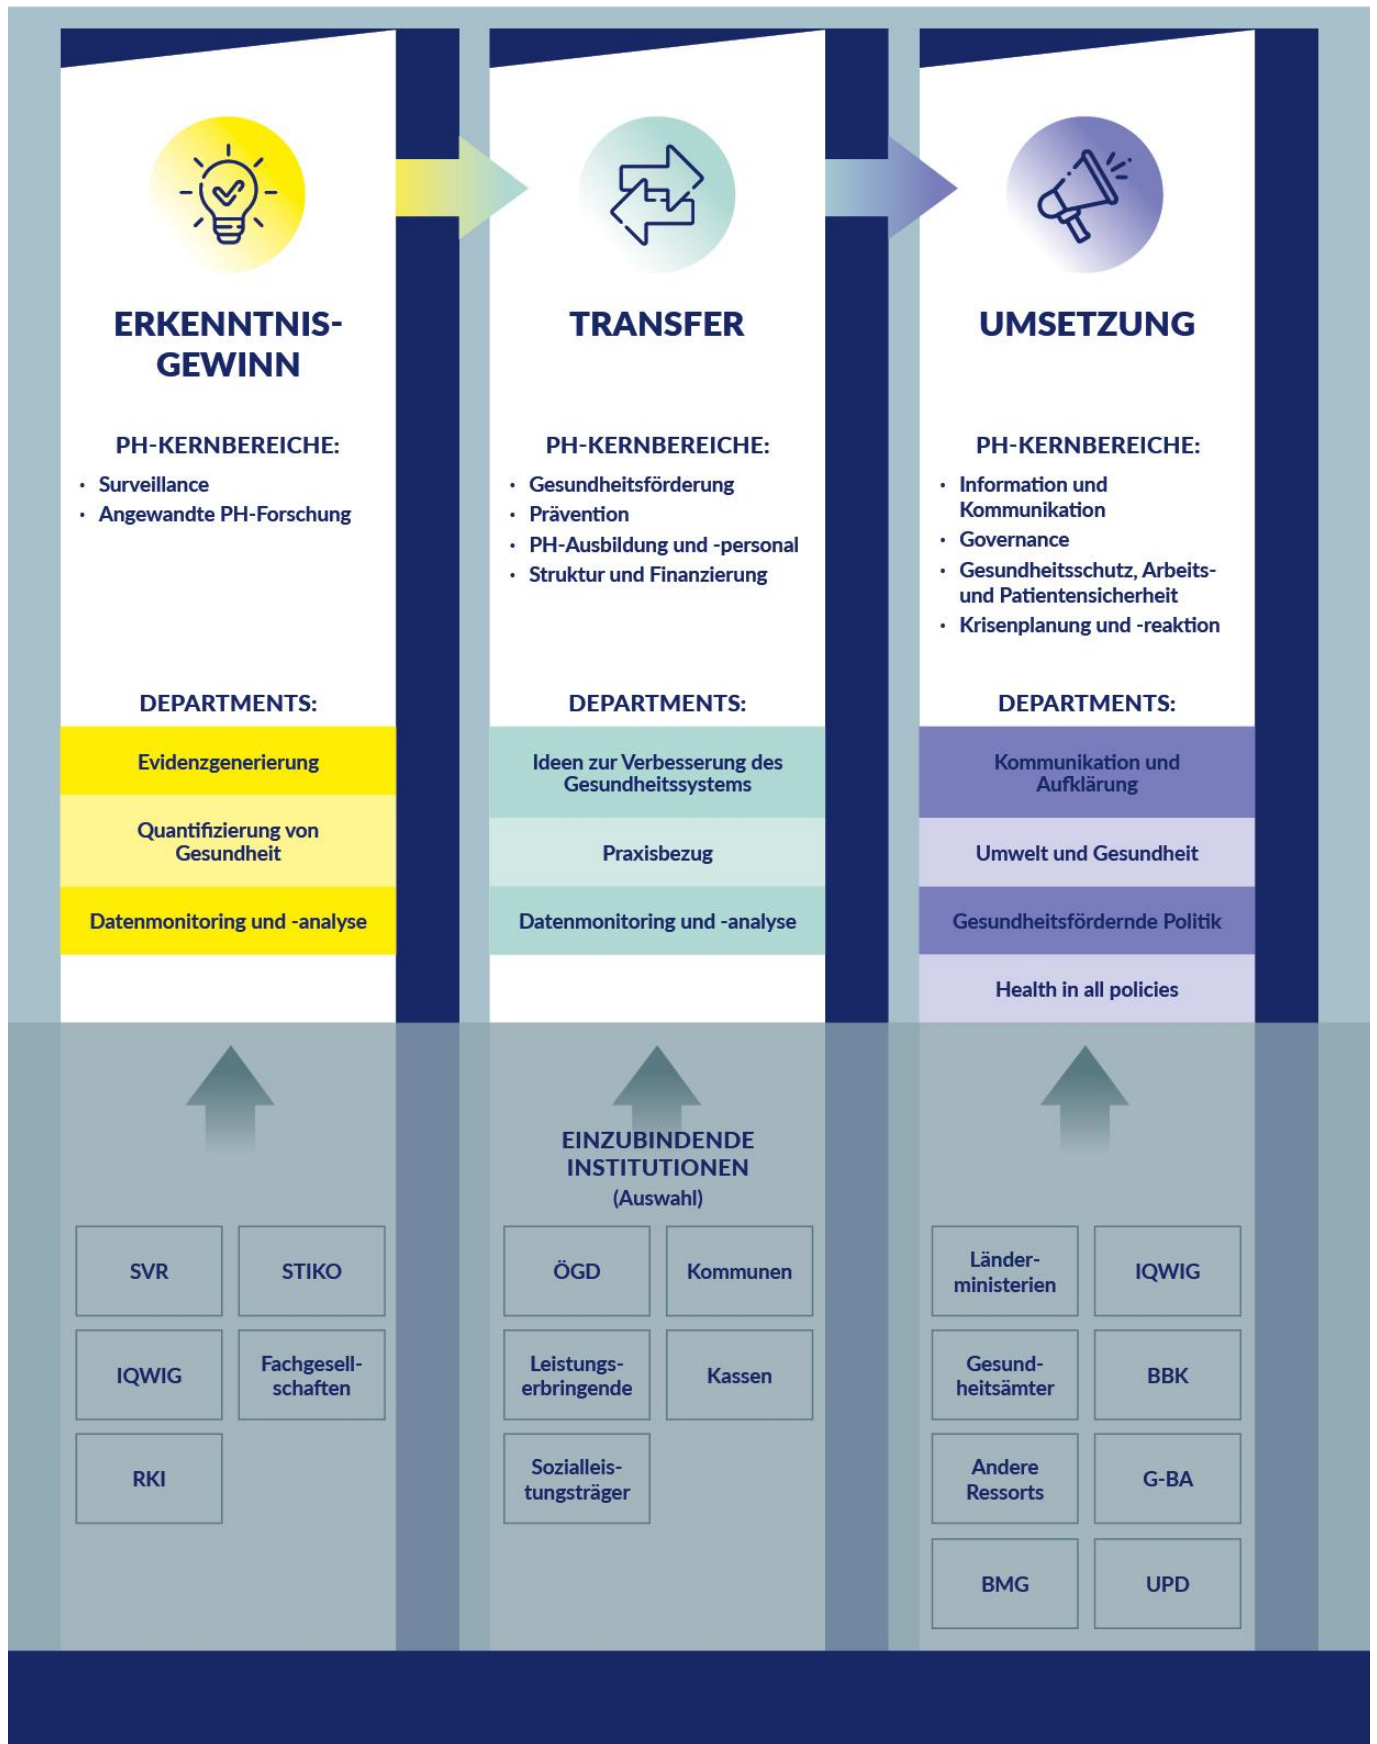 ERKENNTNIS-
GEWINN
PH-KERNBEREICHE:
· Surveillance
· Angewandte PH-Forschung
DEPARTMENTS:
Evidenzgenerierung
Quantifizierung von
Gesundheit
Datenmonitoring und -analyse
TRANSFER
PH-KERNBEREICHE:
· Gesundheitsförderung
· Prävention
· PH-Ausbildung und -personal
· Struktur und Finanzierung
DEPARTMENTS:
Ideen zur Verbesserung des
Gesundheitssystems
Praxisbezug
Datenmonitoring und -analyse
UMSETZUNG
PH-KERNBEREICHE:
· Information und
Kommunikation
· Governance
· Gesundheitsschutz, Arbeits-
und Patientensicherheit
· Krisenplanung und -reaktion
DEPARTMENTS:
Kommunikation und
Aufklärung
Umwelt und Gesundheit
Gesundheitsfördernde Politik
Health in all policies
EINZUBINDENDE
INSTITUTIONEN
(Auswahl)
SVR
STIKO
IQWIG
Fachgesell-
schaften
RKI
ÖGD
Kommunen
Leistungs-
erbringende
Kassen
Sozialleis-
tungsträger
Länder-
ministerien
IQWIG
Gesund-
heitsämter
BBK
Andere
Ressorts
G-BA
BMG
UPD